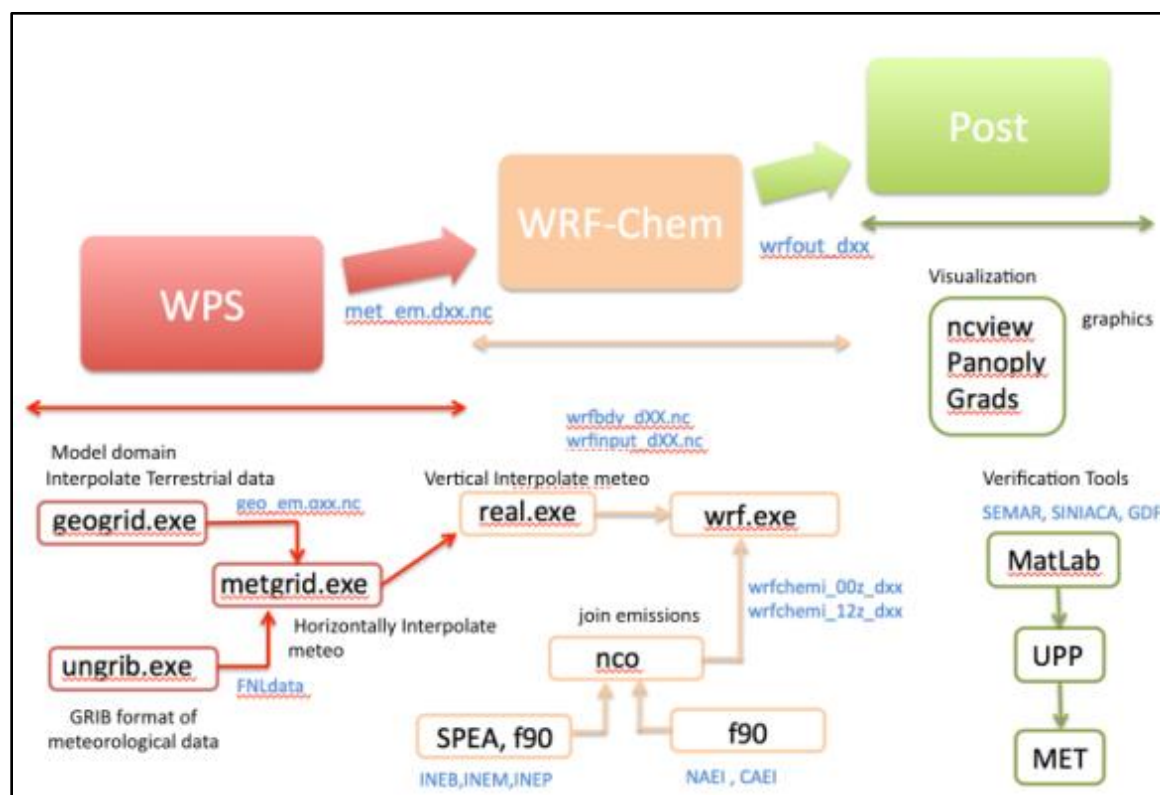 Post
WRF-Chem
wrfout_dxx
WPS
met_em.dxx.nc
Visualization
ncview
Panoply
Grads
graphics
wrfbdy_dXX.nc
wrfinput_dXX.nc
Model domain
Interpolate Terrestrial data
geo_em.dxx.nc
geogrid.exe
Vertical Interpolate meteo
real.exe
wrf.exe
metgrid.exe
Horizontally Interpolate
meteo
ungrib.exe
FNLdata
GRIB format of
meteorological data
wrfchemi_00z_dxx
wrfchemi_12z_dxx
join emissions
nco
SPEA, f90
INEB,INEM,INEP
f90
NAEI , CAEI
Verification Tools
SEMAR, SINIACA, GDF
MatLab
UPP
MET